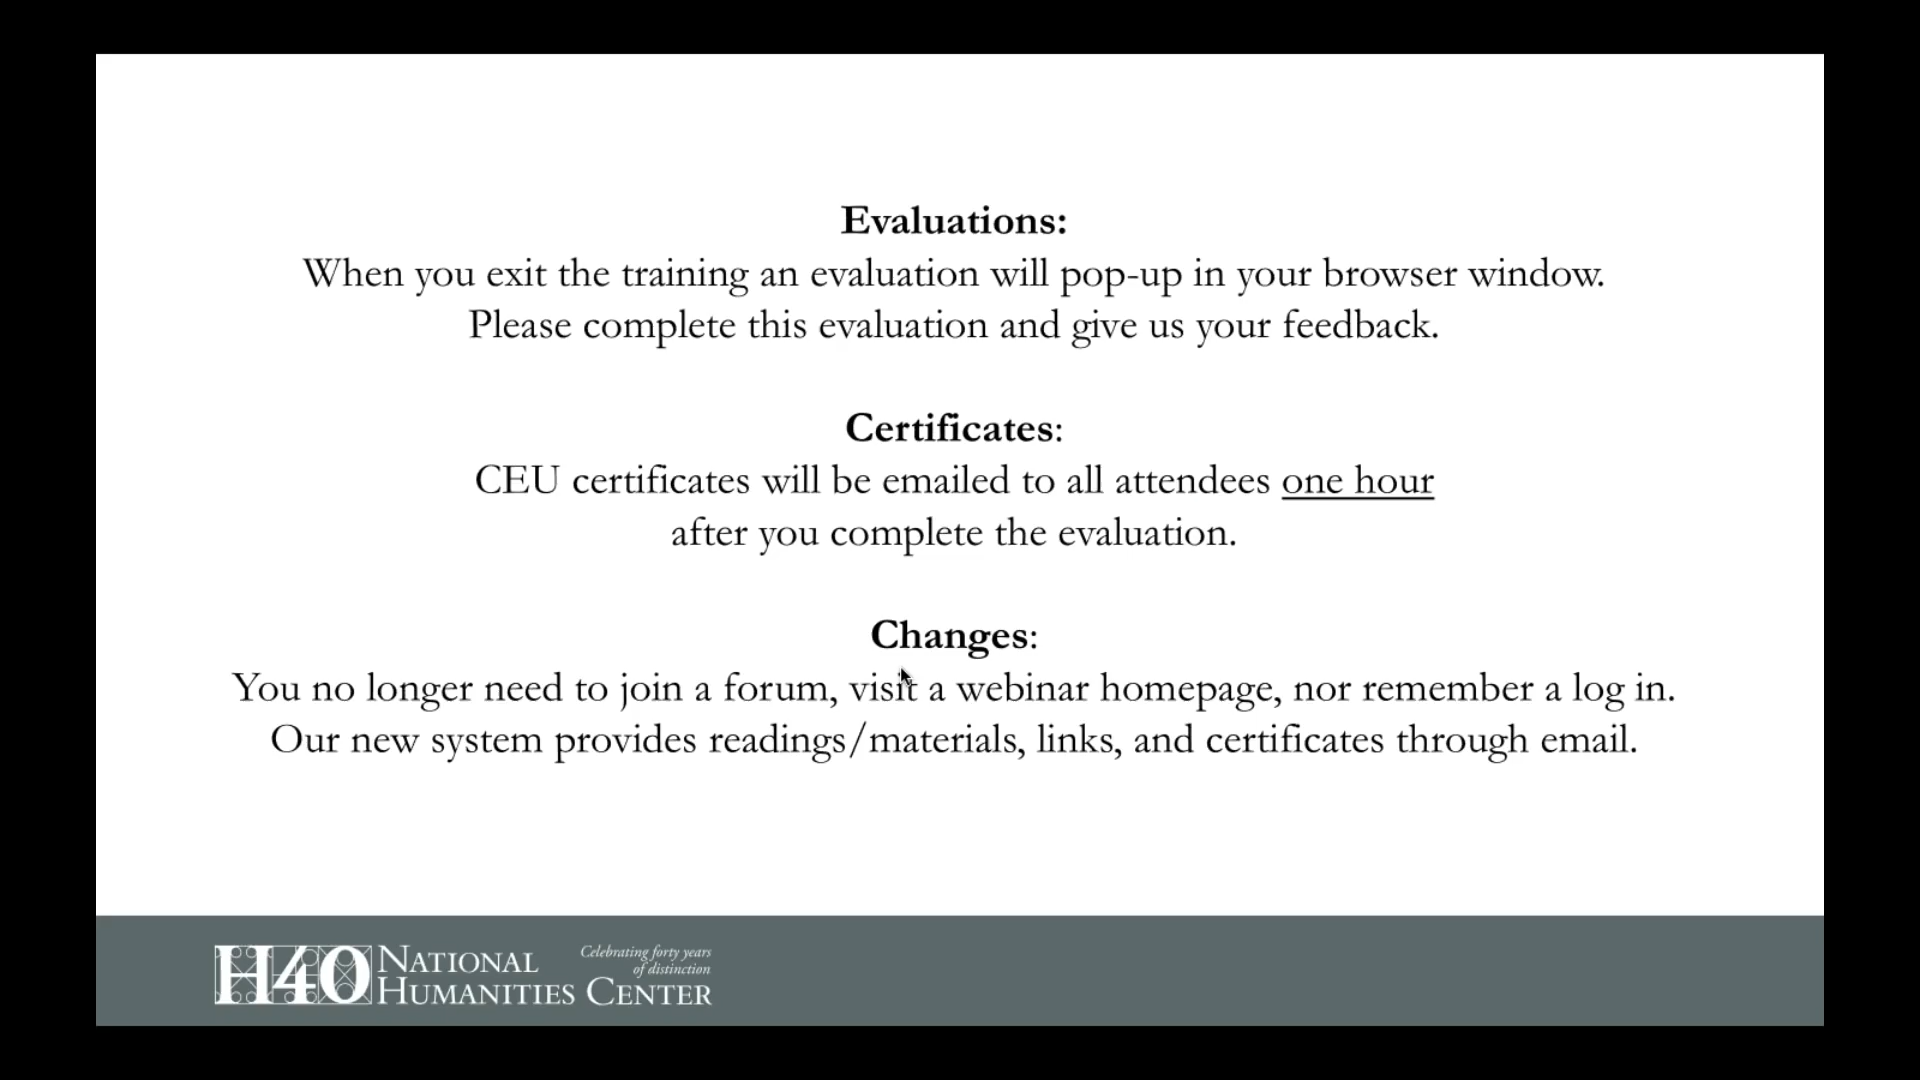 Evaluations:
When you exit the training an evaluation will pop-up in your browser window.
Please complete this evaluation and give us your feedback.
Certificates:
CEU certificates will be emailed to all attendees one hour
after you complete the evaluation.
Changes:
You no longer need to join a forum, visit a webinar homepage, nor remember a log in.
Our new system provides readings/materials, links, and certificates through email.
H40 NATIONAL
HUMANITIES CENTER
Celebrating forty years
of distinction